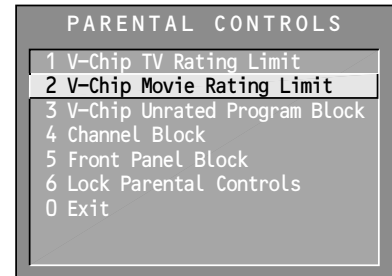 PARENTAL CONTROLS
1 V-Chip TV Rating Limit
2 V-Chip Movie Rating Limit
3 V-Chip Unrated Program Block
4 Channel Block
5 Front Panel Block
6 Lock Parental Controls
0 Exit